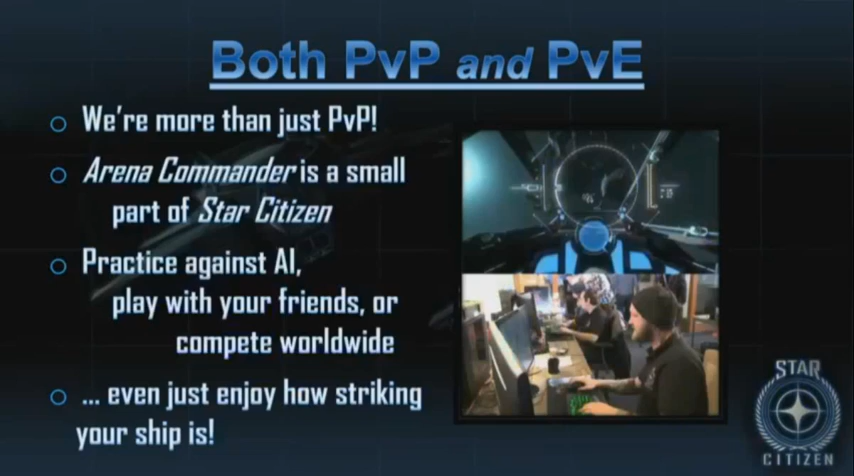 Both PvP and PvE
We're more than just PvP!
Arena Commander is a small
part of Star Citizen
Practice against AI,
play with your friends, or
compete worldwide
... even just enjoy how striking
your ship is!
STAR
CITIZEN